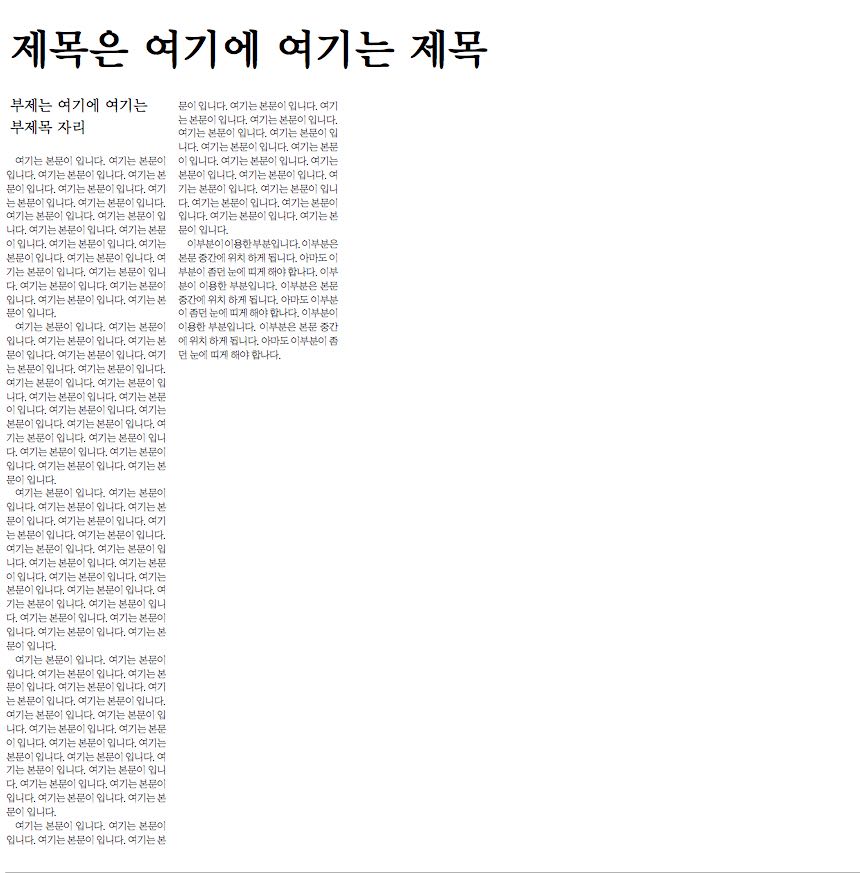 제목은 여기에 여기는 제목
부제는 여기에 여기는
부제목 자리
여기는 본문이 입니다. 여기는 본문이
입니다. 여기는 본문이 입니다. 여기는 본
문이 입니다. 여기는 본문이 입니다. 여기
는 본문이 입니다. 여기는 본문이 입니다.
여기는 본문이 입니다. 여기는 본문이 입
니다. 여기는 본문이 입니다. 여기는 본문
이 입니다. 여기는 본문이 입니다. 여기는
본문이 입니다. 여기는 본문이 입니다. 여
기는 본문이 입니다. 여기는 본문이 입니
다. 여기는 본문이 입니다. 여기는 본문이
입니다. 여기는 본문이 입니다. 여기는 본
문이 입니다.
여기는 본문이 입니다. 여기는 본문이
입니다. 여기는 본문이 입니다. 여기는 본
문이 입니다. 여기는 본문이 입니다. 여기
는 본문이 입니다. 여기는 본문이 입니다.
여기는 본문이 입니다. 여기는 본문이 입
니다. 여기는 본문이 입니다. 여기는 본문
이 입니다. 여기는 본문이 입니다. 여기는
본문이 입니다. 여기는 본문이 입니다. 여
기는 본문이 입니다. 여기는 본문이 입니
다. 여기는 본문이 입니다. 여기는 본문이
입니다. 여기는 본문이 입니다. 여기는 본
문이 입니다.
여기는 본문이 입니다. 여기는 본문이
입니다. 여기는 본문이 입니다. 여기는 본
문이 입니다. 여기는 본문이 입니다. 여기
는 본문이 입니다. 여기는 본문이 입니다.
여기는 본문이 입니다. 여기는 본문이 입
니다. 여기는 본문이 입니다. 여기는 본문
이 입니다. 여기는 본문이 입니다. 여기는
본문이 입니다. 여기는 본문이 입니다. 여
기는 본문이 입니다. 여기는 본문이 입니
다. 여기는 본문이 입니다. 여기는 본문이
입니다. 여기는 본문이 입니다. 여기는 본
문이 입니다.
여기는 본문이 입니다. 여기는 본문이
입니다. 여기는 본문이 입니다. 여기는 본
문이 입니다. 여기는 본문이 입니다. 여기
는 본문이 입니다. 여기는 본문이 입니다.
여기는 본문이 입니다. 여기는 본문이 입
니다. 여기는 본문이 입니다. 여기는 본문
이 입니다. 여기는 본문이 입니다. 여기는
본문이 입니다. 여기는 본문이 입니다. 여
기는 본문이 입니다. 여기는 본문이 입니
다. 여기는 본문이 입니다. 여기는 본문이
입니다. 여기는 본문이 입니다. 여기는 본
문이 입니다.
여기는 본문이 입니다. 여기는 본문이
입니다. 여기는 본문이 입니다. 여기는 본
문이 입니다. 여기는 본문이 입니다. 여기
는 본문이 입니다. 여기는 본문이 입니다.
여기는 본문이 입니다. 여기는 본문이 입
니다. 여기는 본문이 입니다. 여기는 본문
이 입니다. 여기는 본문이 입니다. 여기는
본문이 입니다. 여기는 본문이 입니다. 여
기는 본문이 입니다. 여기는 본문이 입니
다. 여기는 본문이 입니다. 여기는 본문이
입니다. 여기는 본문이 입니다. 여기는 본
문이 입니다.
이부분이 이용한 부분입니다. 이부분은
본문 중간에 위치 하게 됩니다. 아마도 이
부분이 좀던 눈에 띠게 해야 합나다. 이부
분이 이용한 부분입니다. 이부분은 본문
중간에 위치 하게 됩니다. 아마도 이부분
이 좀던 눈에 띠게 해야 합나다. 이부분이
이용한 부분입니다. 이부분은 본문 중간
에 위치 하게 됩니다. 아마도 이부분이 좀
던 눈에 띠게 해야 합나다.